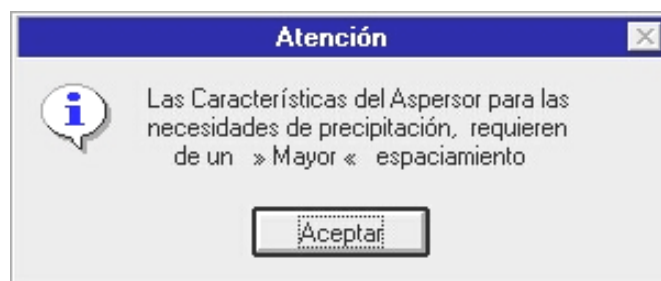 Atención
Las Características del Aspersor para las
necesidades de precipitación, requieren
de un » Mayor « espaciamiento
Aceptar